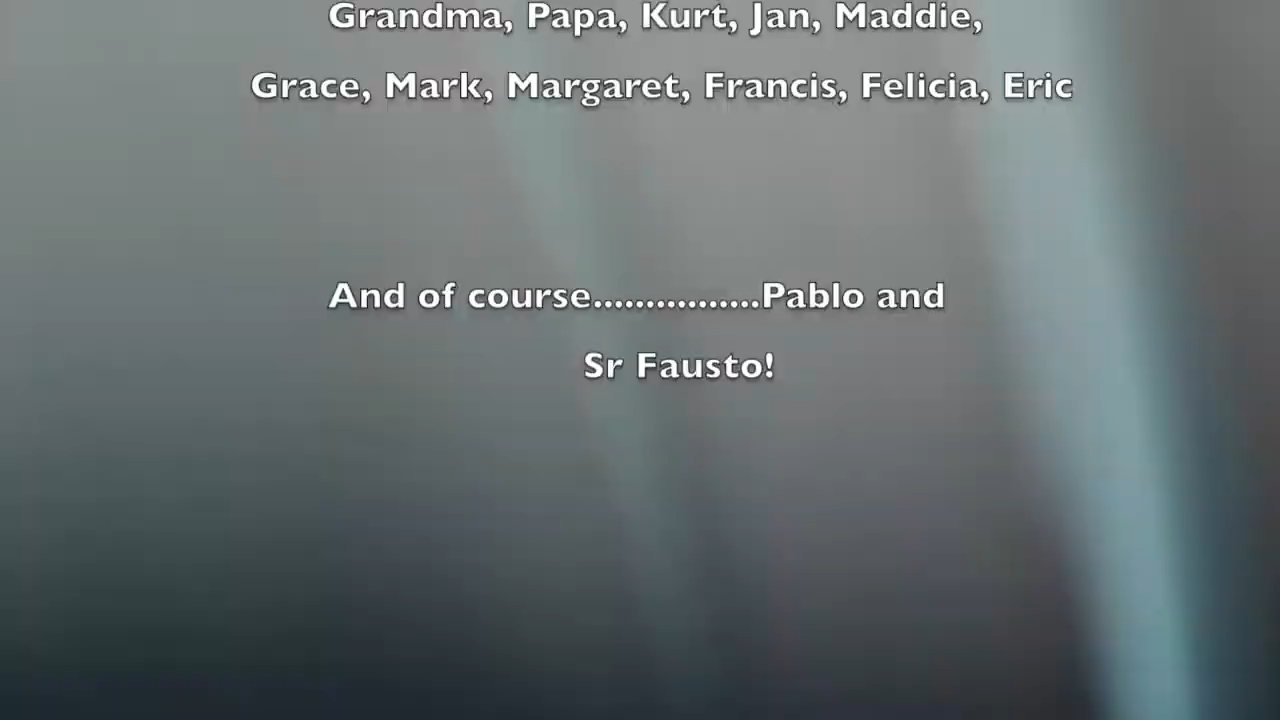 Grandma, Papa, Kurt, Jan, Maddie,
Grace, Mark, Margaret, Francis, Felicia, Eric
And of course................Pablo and
Sr Fausto!